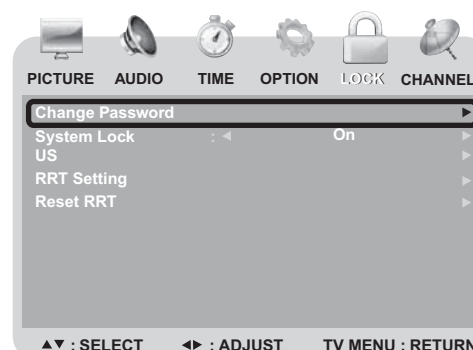 PICTURE AUDIO TIME OPTION LOCK CHANNEL
Change Password ▶
System Lock : ◀ On ▶
US ▶
RRT Setting ▶
Reset RRT ▶
▲▼ : SELECT ◀▶ : ADJUST TV MENU : RETURN